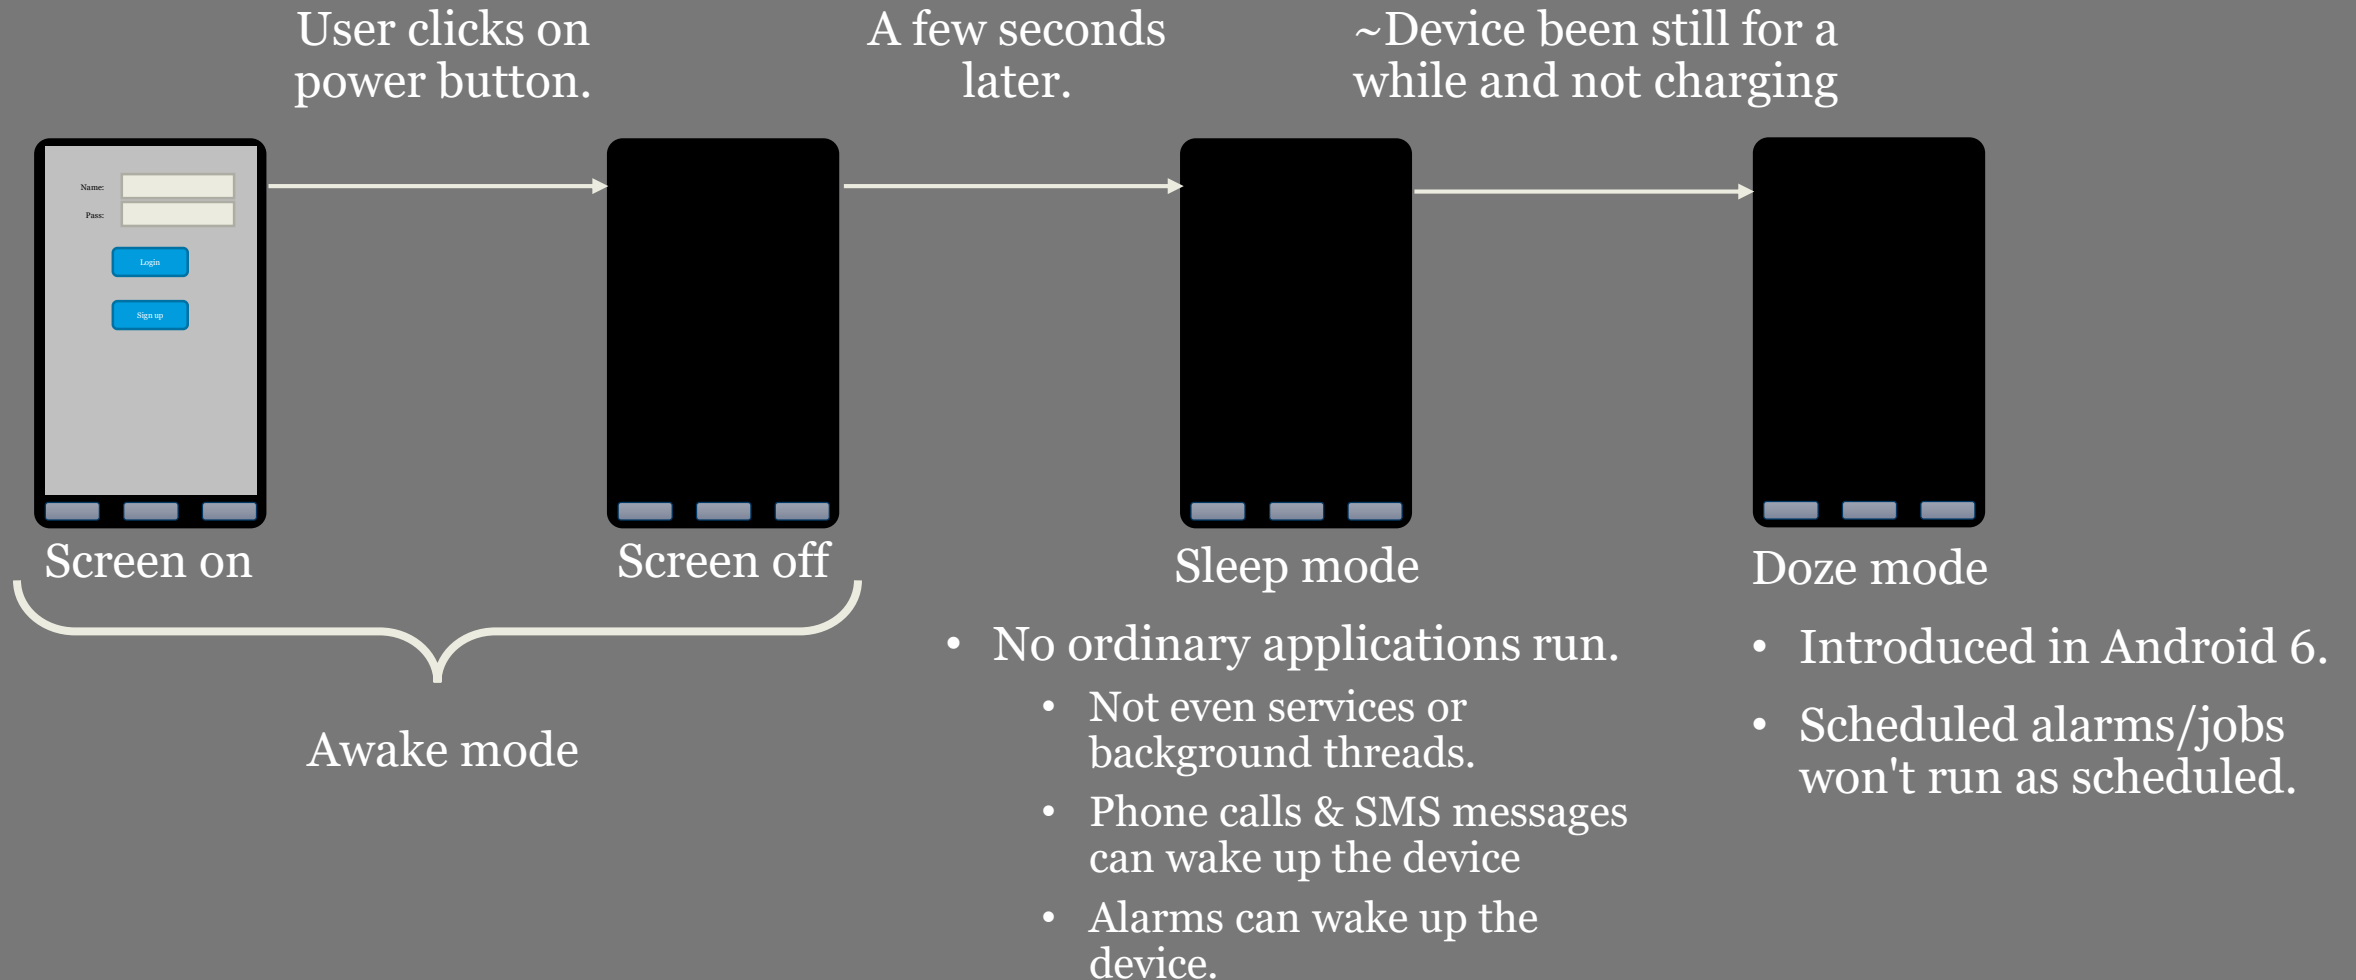 User clicks on
power button.
A few seconds
later.
~Device been still for a
while and not charging
Name:
Pass:
Login
Sign up
Screen on
Screen off
Sleep mode
Doze mode
Awake mode
• No ordinary applications run.
• Not even services or
background threads.
• Phone calls & SMS messages
can wake up the device
• Alarms can wake up the
device.
• Introduced in Android 6.
• Scheduled alarms/jobs
won't run as scheduled.